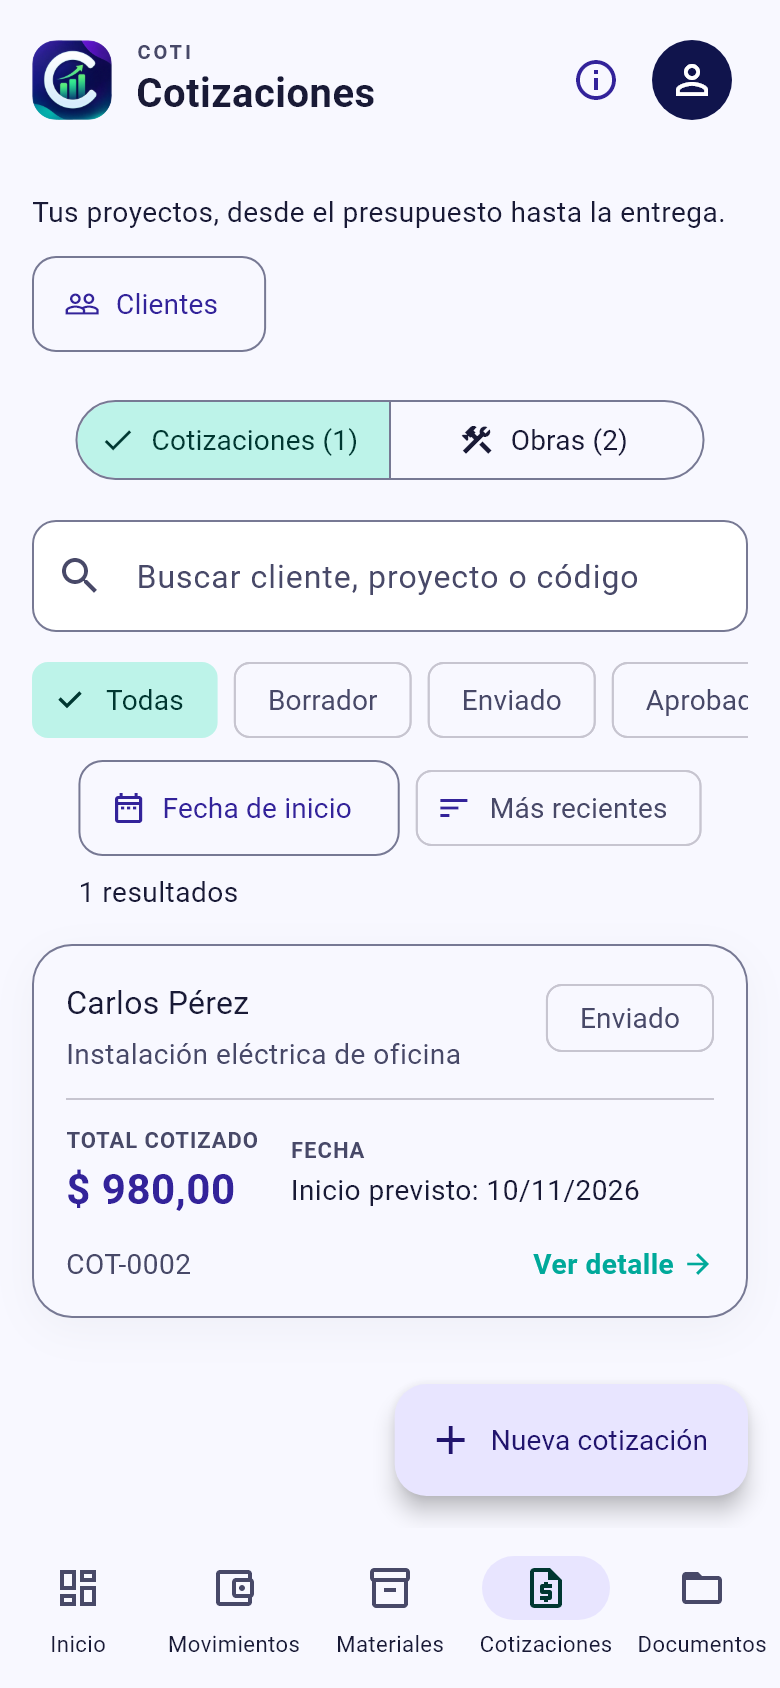 COTI
Cotizaciones
Tus proyectos, desde el presupuesto hasta la entrega.
Clientes
Cotizaciones (1)
Obras (2)
Buscar cliente, proyecto o código
Todas
Borrador
Enviado
Aprobad
Fecha de inicio
Más recientes
1 resultados
Carlos Pérez
Enviado
Instalación eléctrica de oficina
TOTAL COTIZADO
$ 980,00
FECHA
Inicio previsto: 10/11/2026
COT-0002
Ver detalle
Nueva cotización
Inicio
Movimientos
Materiales
Cotizaciones
Documentos